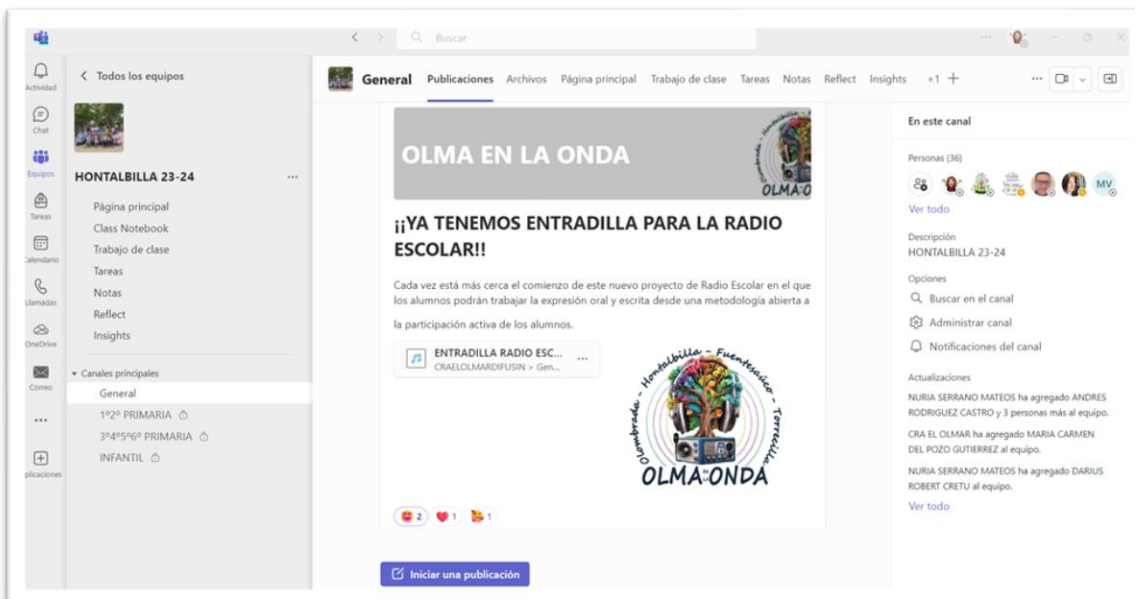 Buscar
Actividad
Chat
Equipos
Tareas
Calendario
Llamadas
OneDrive
Correo
plicaciones
Todos los equipos
HONTALBILLA 23-24
Página principal
Class Notebook
Trabajo de clase
Tareas
Notas
Reflect
Insights
Canales principales
General
1º2º PRIMARIA
3º4º5º6º PRIMARIA
INFANTIL
General Publicaciones Archivos Página principal Trabajo de clase Tareas Notas Reflect Insights +1
OLMA EN LA ONDA
OLMA
¡¡YA TENEMOS ENTRADILLA PARA LA RADIO
ESCOLAR!!
Cada vez está más cerca el comienzo de este nuevo proyecto de Radio Escolar en el que
los alumnos podrán trabajar la expresión oral y escrita desde una metodología abierta a
la participación activa de los alumnos.
ENTRADILLA RADIO ESC...
CRAELOLMARDIFUSIN > Gen...
Olombrada - Hontalbilla - Fuentesaúco - Torrecilla
OLMA ONDA
2 1 1
Iniciar una publicación
En este canal
Personas (36)
MV
Ver todo
Descripción
HONTALBILLA 23-24
Opciones
Buscar en el canal
Administrar canal
Notificaciones del canal
Actualizaciones
NURIA SERRANO MATEOS ha agregado ANDRES
RODRIGUEZ CASTRO y 3 personas más al equipo.
CRA EL OLMAR ha agregado MARIA CARMEN
DEL POZO GUTIERREZ al equipo.
NURIA SERRANO MATEOS ha agregado DARIUS
ROBERT CRETU al equipo.
Ver todo